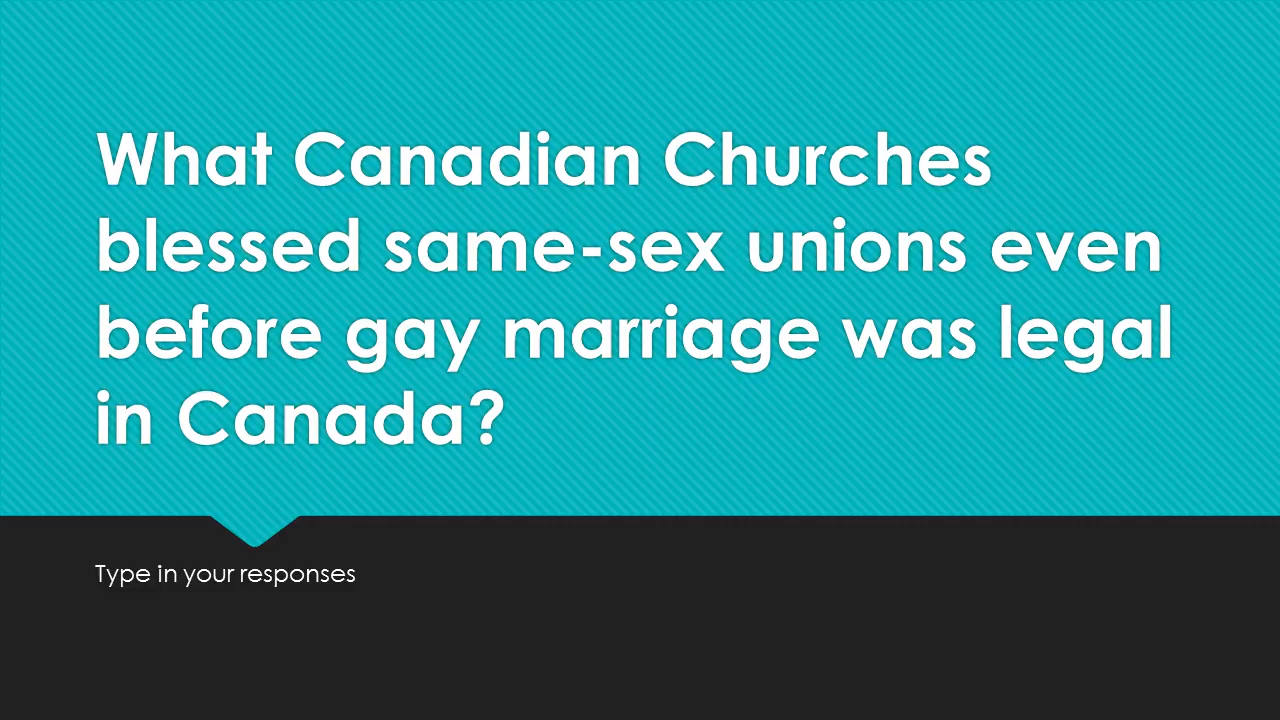 What Canadian Churches
blessed same-sex unions even
before gay marriage was legal
in Canada?
Type in your responses